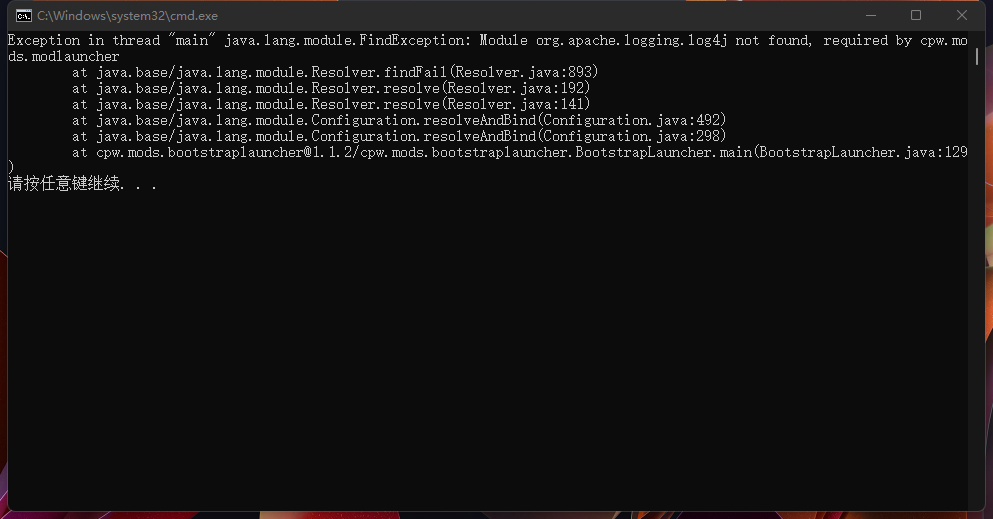 C:\Windows\system32\cmd.exe
Exception in thread "main" java.lang.module.FindException: Module org.apache.logging.log4j not found, required by cpw.mo
ds.modlauncher
at java.base/java.lang.module.Resolver.findFail(Resolver.java:893)
at java.base/java.lang.module.Resolver.resolve(Resolver.java:192)
at java.base/java.lang.module.Resolver.resolve(Resolver.java:141)
at java.base/java.lang.module.Configuration.resolveAndBind(Configuration.java:492)
at java.base/java.lang.module.Configuration.resolveAndBind(Configuration.java:298)
at cpw.mods.bootstraplauncher@1.1.2/cpw.mods.bootstraplauncher.BootstrapLauncher.main(BootstrapLauncher.java:129
)
请按任意键继续. . .